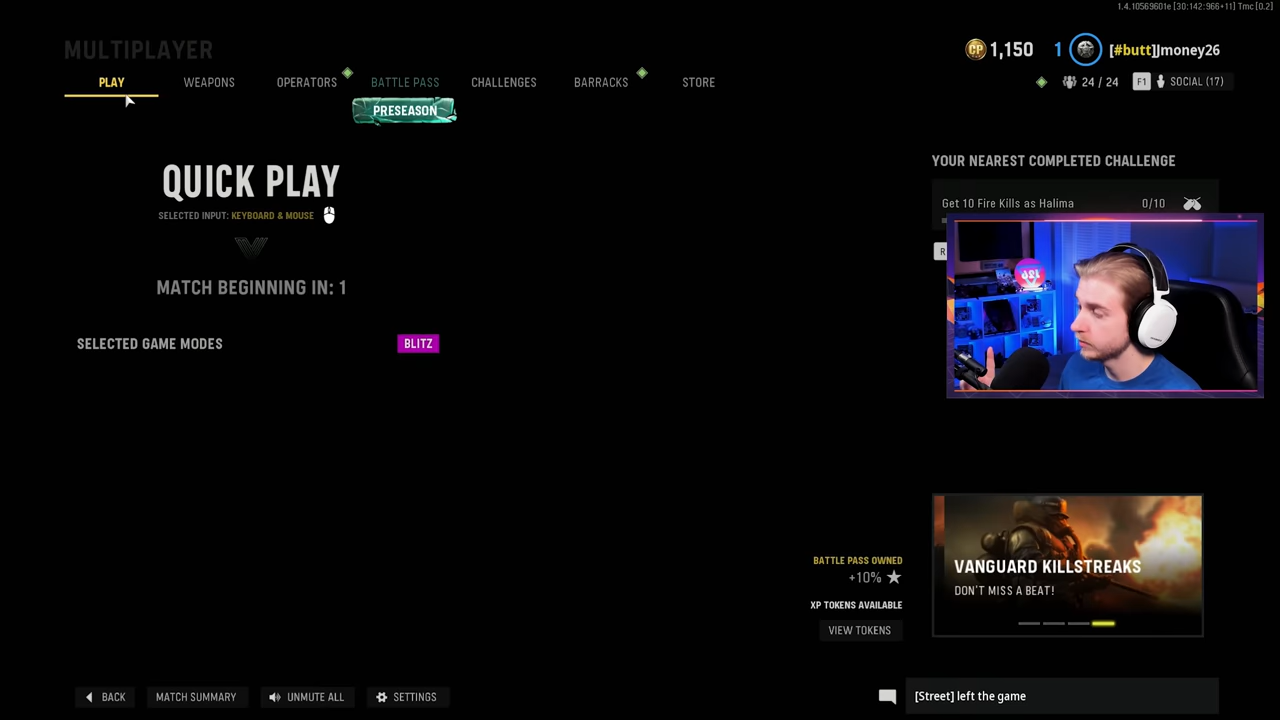 1.4.10569601e [30:142:966+11] Tmc [0.2]
MULTIPLAYER
CP 1,150
1
[#butt]Jmoney26
PLAY
WEAPONS
OPERATORS
BATTLE PASS
CHALLENGES
BARRACKS
STORE
24 / 24
F1
SOCIAL (17)
PRESEASON
QUICK PLAY
SELECTED INPUT: KEYBOARD & MOUSE
MATCH BEGINNING IN: 1
SELECTED GAME MODES
BLITZ
YOUR NEAREST COMPLETED CHALLENGE
Get 10 Fire Kills as Halima
0/10
R
BATTLE PASS OWNED
+10%
XP TOKENS AVAILABLE
VIEW TOKENS
VANGUARD KILLSTREAKS
DON'T MISS A BEAT!
BACK
MATCH SUMMARY
UNMUTE ALL
SETTINGS
[Street] left the game